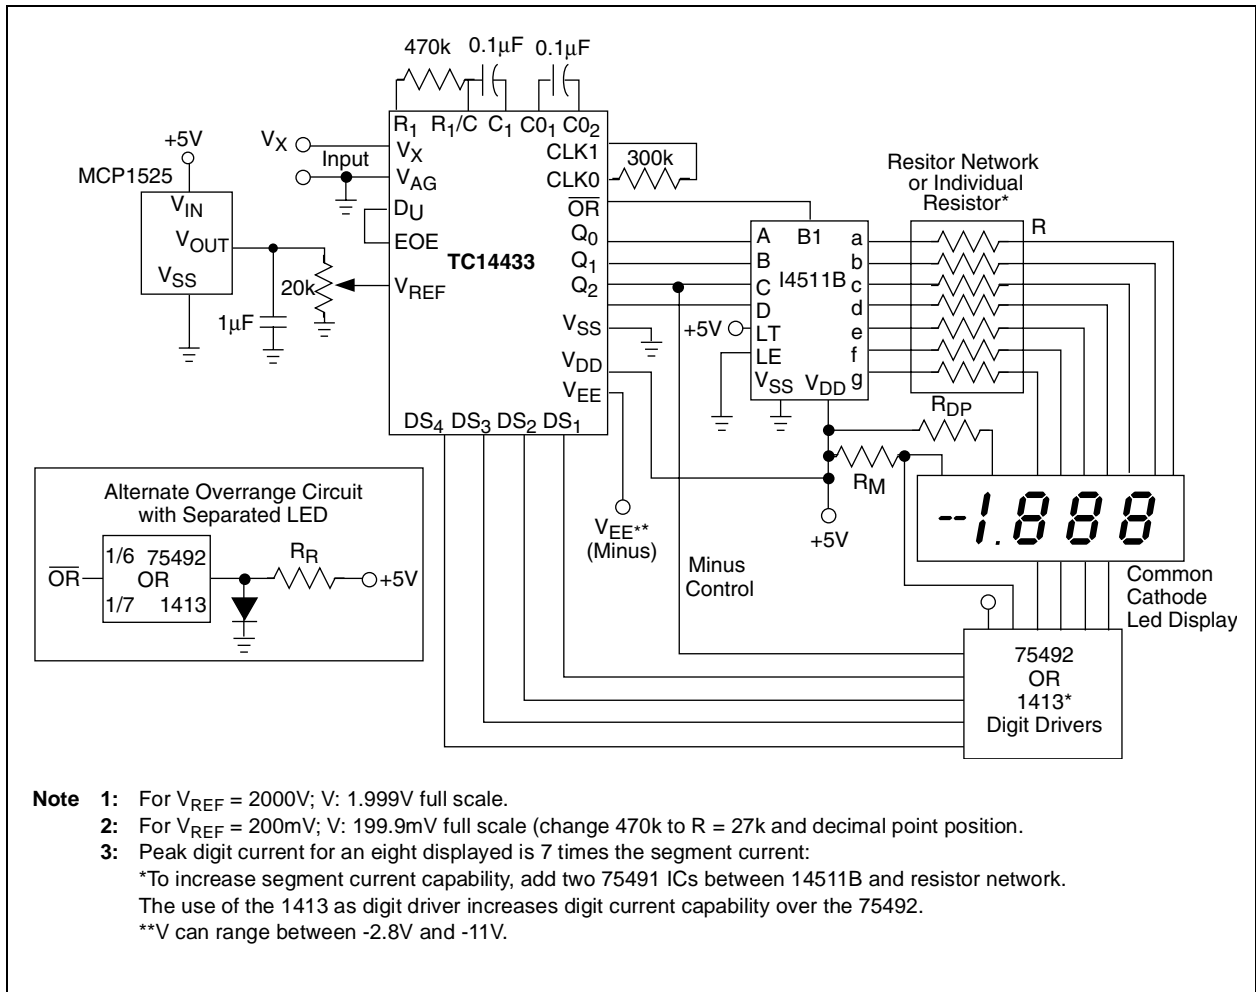 470k 0.1μF 0.1μF
R1 R1/C C1 C01 C02
VX
VX
Input
VAG
DU
EOE
TC14433
VREF
CLK1
300k
CLK0
OR
Q0
Q1
Q2
VSS
VDD
VEE
DS4 DS3 DS2 DS1
+5V
MCP1525
VIN
VOUT
VSS
20k
1μF
Resitor Network
or Individual
Resistor*
R
A B1 a
B b
C I4511B c
D d
+5V LT e
LE f
VSS VDD g
RDP
RM
+5V
VEE**
(Minus)
Minus
Control
-1.888
Common
Cathode
Led Display
75492
OR
1413*
Digit Drivers
Alternate Overrange Circuit
with Separated LED
OR
1/6 75492
OR
1/7 1413
RR
+5V
Note 1: For VREF = 2000V; V: 1.999V full scale.
2: For VREF = 200mV; V: 199.9mV full scale (change 470k to R = 27k and decimal point position.
3: Peak digit current for an eight displayed is 7 times the segment current:
*To increase segment current capability, add two 75491 ICs between 14511B and resistor network.
The use of the 1413 as digit driver increases digit current capability over the 75492.
**V can range between -2.8V and -11V.